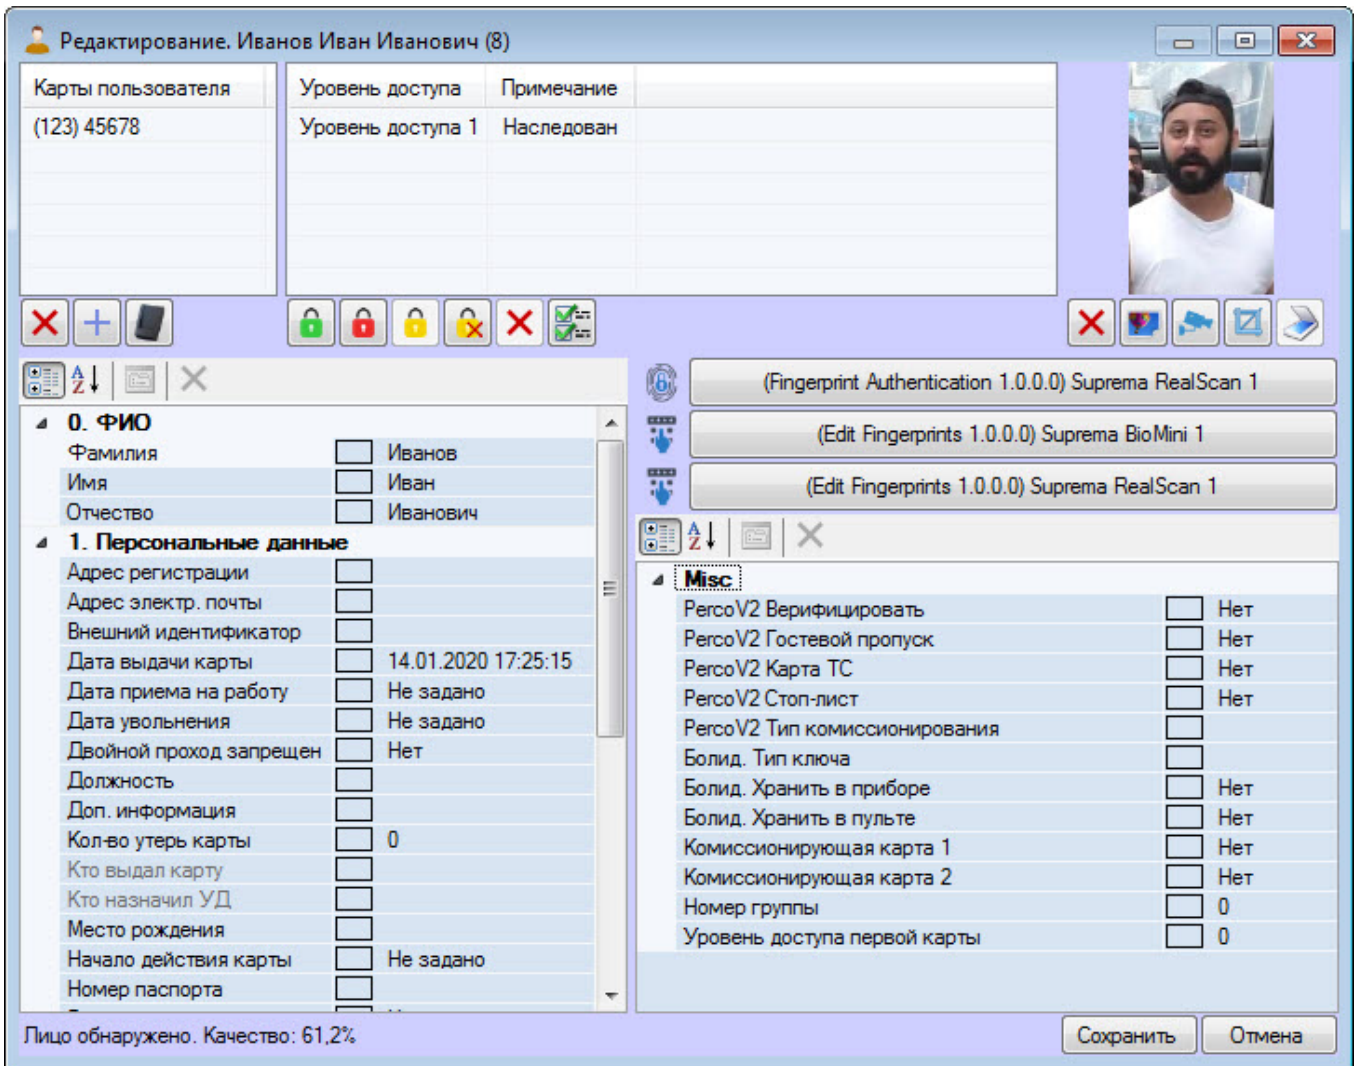 Редактирование. Иванов Иван Иванович (8)
Карты пользователя
(123) 45678
Уровень доступа Примечание
Уровень доступа 1 Наследован
(Fingerprint Authentication 1.0.0.0) Suprema RealScan 1
(Edit Fingerprints 1.0.0.0) Suprema BioMini 1
(Edit Fingerprints 1.0.0.0) Suprema RealScan 1
0. ФИО
Фамилия Иванов
Имя Иван
Отчество Иванович
1. Персональные данные
Адрес регистрации
Адрес электр. почты
Внешний идентификатор
Дата выдачи карты 14.01.2020 17:25:15
Дата приема на работу Не задано
Дата увольнения Не задано
Двойной проход запрещен Нет
Должность
Доп. информация
Кол-во утерь карты 0
Кто выдал карту
Кто назначил УД
Место рождения
Начало действия карты Не задано
Номер паспорта
Misc
PercoV2 Верифицировать Нет
PercoV2 Гостевой пропуск Нет
PercoV2 Карта ТС Нет
PercoV2 Стоп-лист Нет
PercoV2 Тип комиссионирования
Болид. Тип ключа
Болид. Хранить в приборе Нет
Болид. Хранить в пульте Нет
Комиссионирующая карта 1 Нет
Комиссионирующая карта 2 Нет
Номер группы 0
Уровень доступа первой карты 0
Лицо обнаружено. Качество: 61,2%
Сохранить Отмена